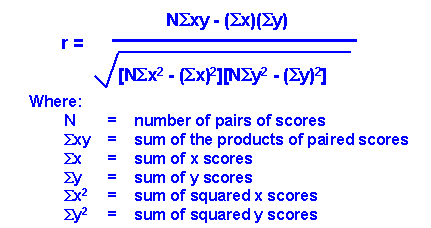 r = NΣxy - (Σx)(Σy)
√[NΣx² - (Σx)²][NΣy² - (Σy)²]
Where:
N = number of pairs of scores
Σxy = sum of the products of paired scores
Σx = sum of x scores
Σy = sum of y scores
Σx² = sum of squared x scores
Σy² = sum of squared y scores